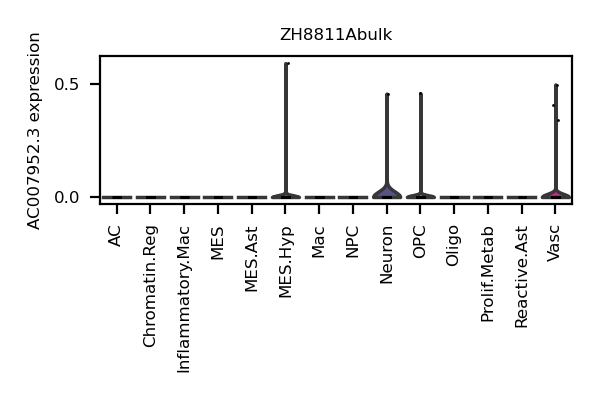 ZH8811Abulk
AC007952.3 expression
0.5
0.0
AC
Chromatin.Reg
Inflammatory.Mac
MES
MES.Ast
MES.Hyp
Mac
NPC
Neuron
OPC
Oligo
Prolif.Metab
Reactive.Ast
Vasc